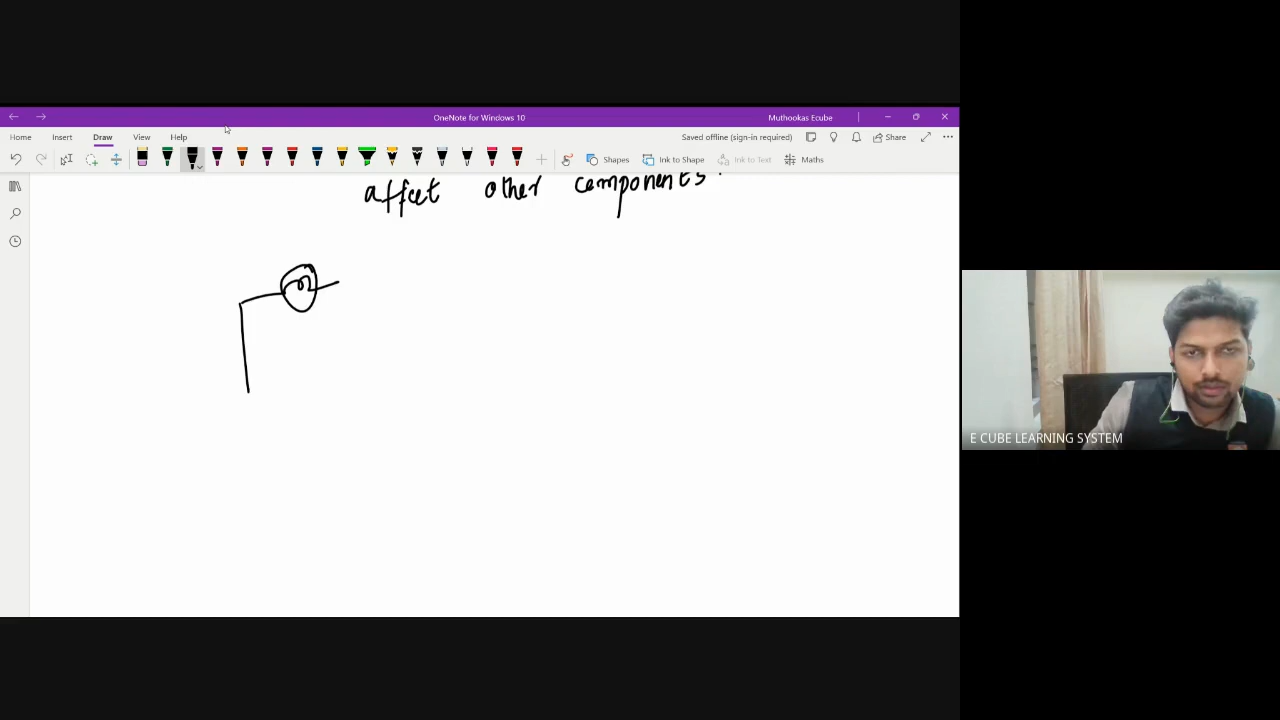 OneNote for Windows 10
Muthookas Ecube
Home Insert Draw View Help
Saved offline (sign-in required) Share
Shapes Ink to Shape Ink to Text Maths
affect other components.
E CUBE LEARNING SYSTEM